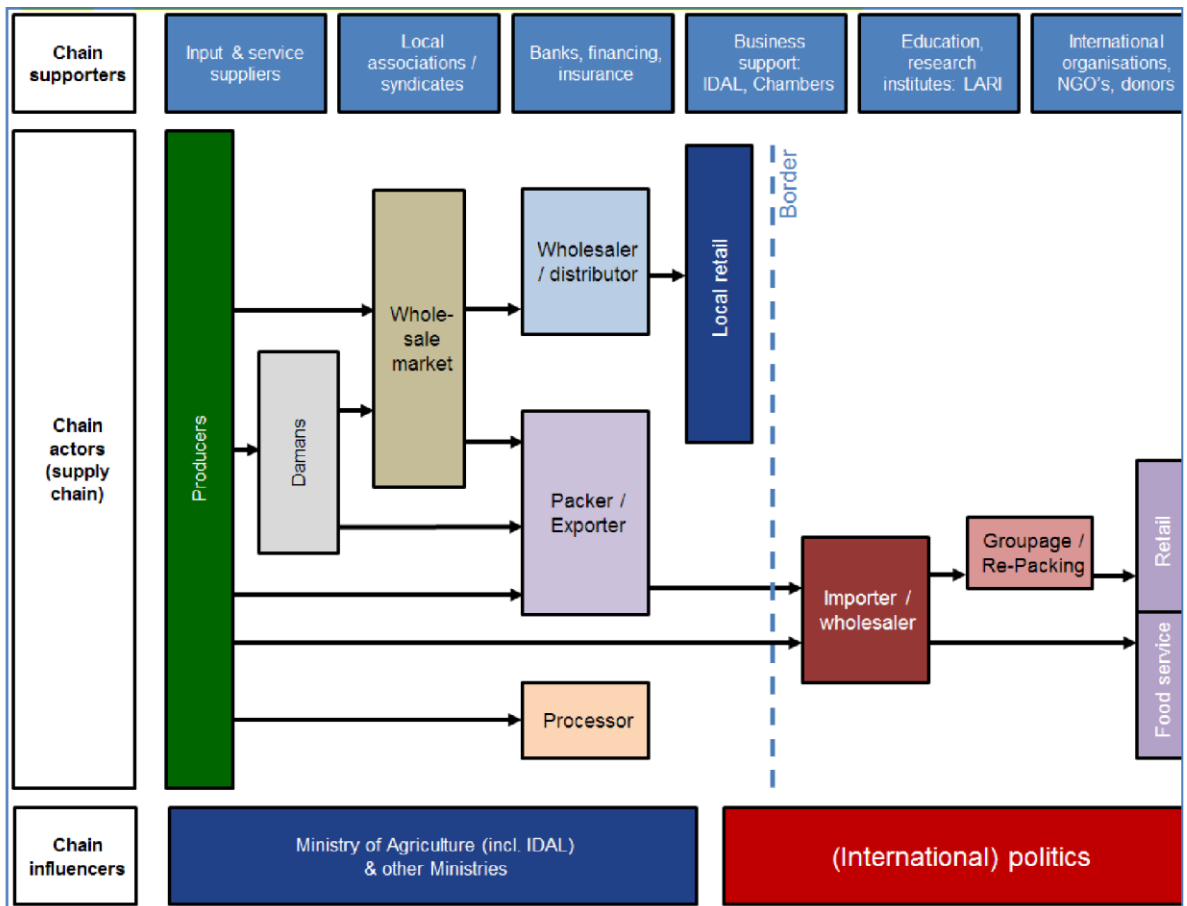 Chain
supporters
Input & service
suppliers
Local
associations /
syndicates
Banks, financing,
insurance
Business
support:
IDAL, Chambers
Education,
research
institutes: LARI
International
organisations,
NGO's, donors
Chain
actors
(supply
chain)
Producers
Damans
Whole-
sale
market
Wholesaler
/ distributor
Local retail
Border
Packer /
Exporter
Processor
Importer /
wholesaler
Groupage /
Re-Packing
Retail
Food service
Chain
influencers
Ministry of Agriculture (incl. IDAL)
& other Ministries
(International) politics